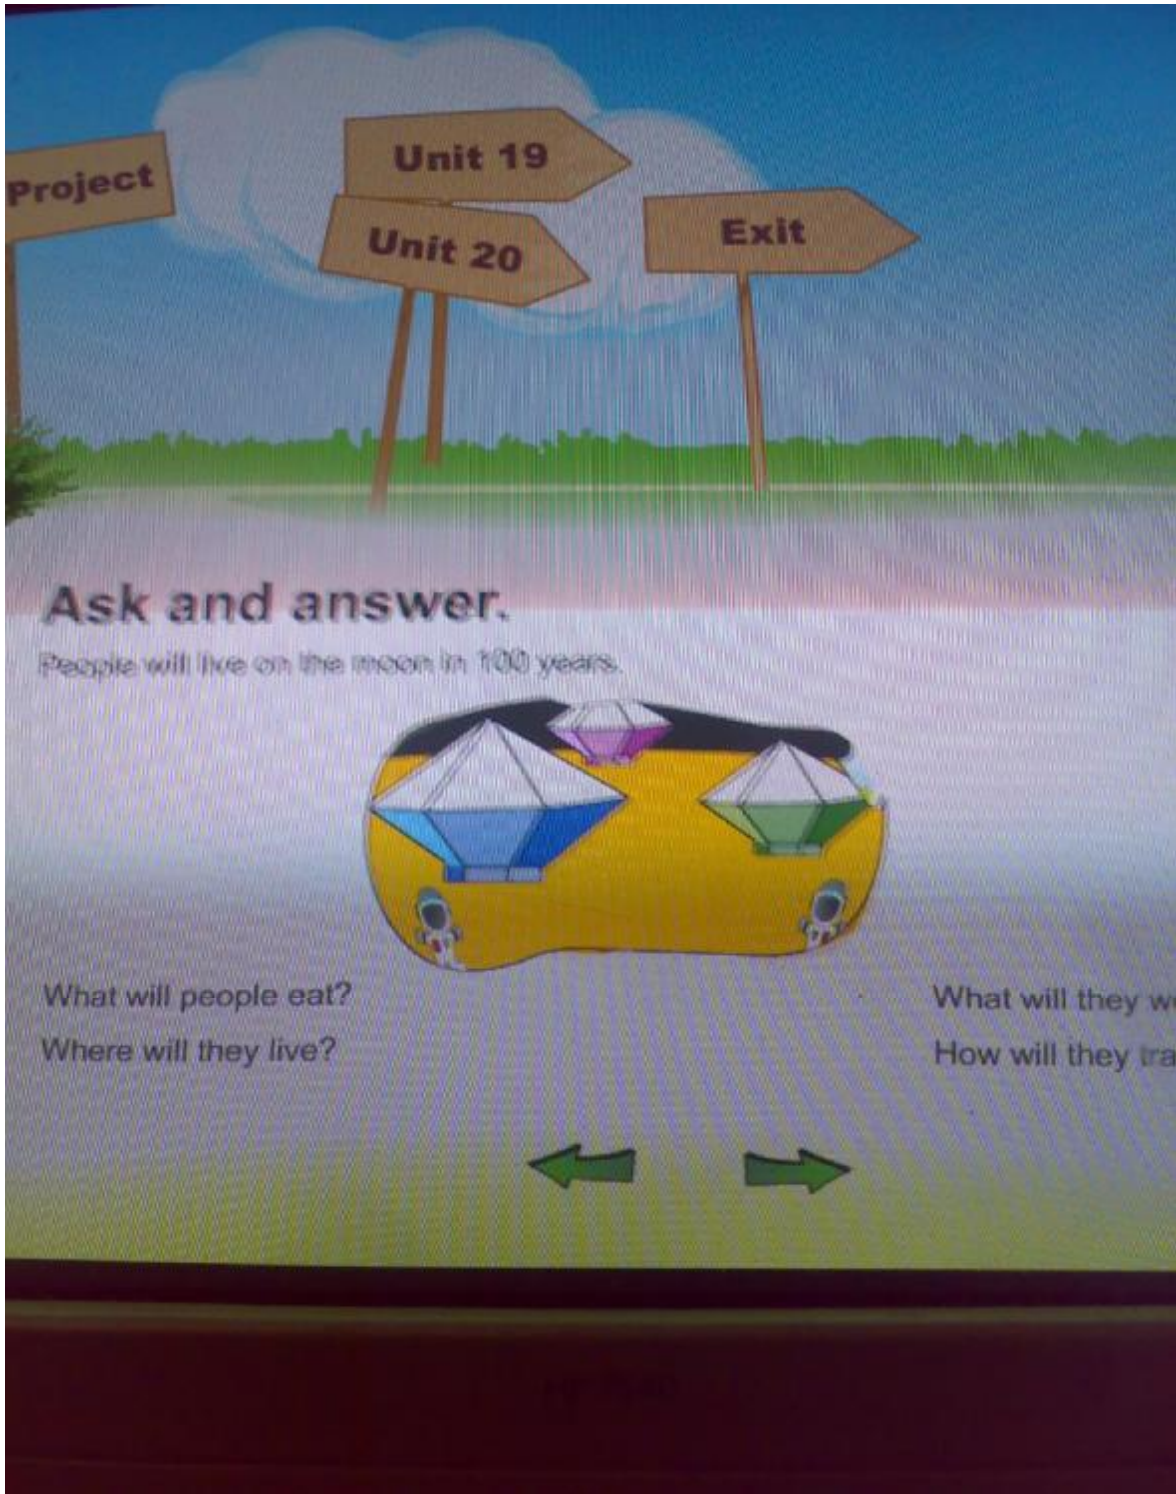 Project
Unit 19
Unit 20
Exit
Ask and answer.
People will live on the moon in 100 years.
What will people eat?
Where will they live?
What will they
How will they